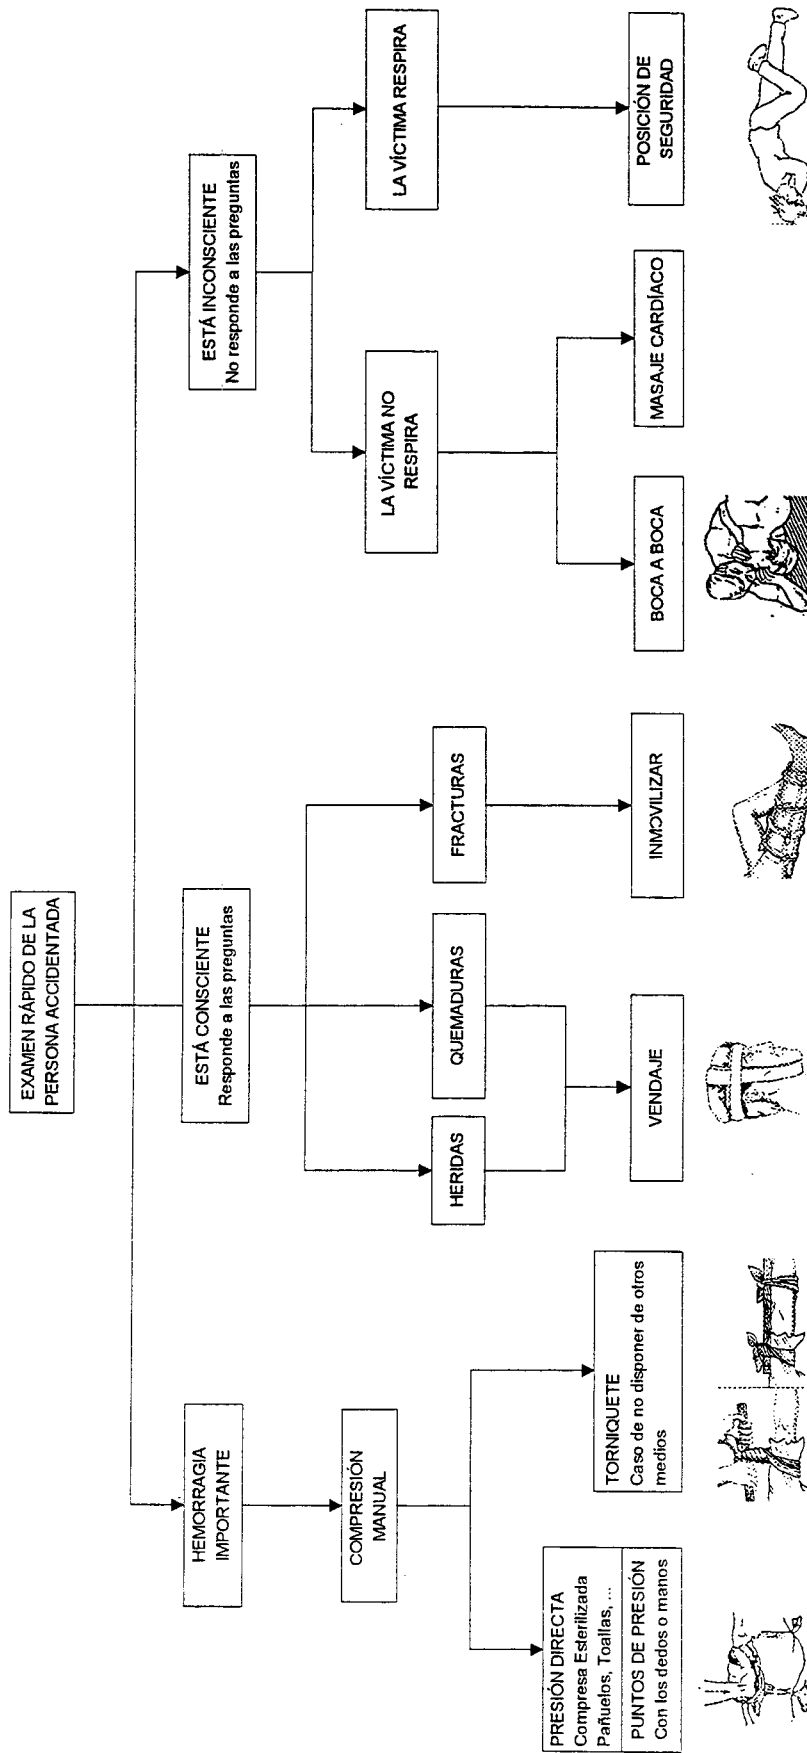 EXAMEN RÁPIDO DE LA
PERSONA ACCIDENTADA
HEMORRAGIA
IMPORTANTE
ESTÁ CONSCIENTE
Responde a las preguntas
ESTÁ INCONSCIENTE
No responde a las preguntas
COMPRESIÓN
MANUAL
HERIDAS
QUEMADURAS
FRACTURAS
LA VÍCTIMA NO
RESPIRA
LA VÍCTIMA RESPIRA
PRESIÓN DIRECTA
Compresa Esterilizada
Pañuelos, Toallas, ...
PUNTOS DE PRESIÓN
Con los dedos o manos
TORNIQUETE
Caso de no disponer de otros
medios
VENDAJE
INMOVILIZAR
BOCA A BOCA
MASAJE CARDÍACO
POSICIÓN DE
SEGURIDAD